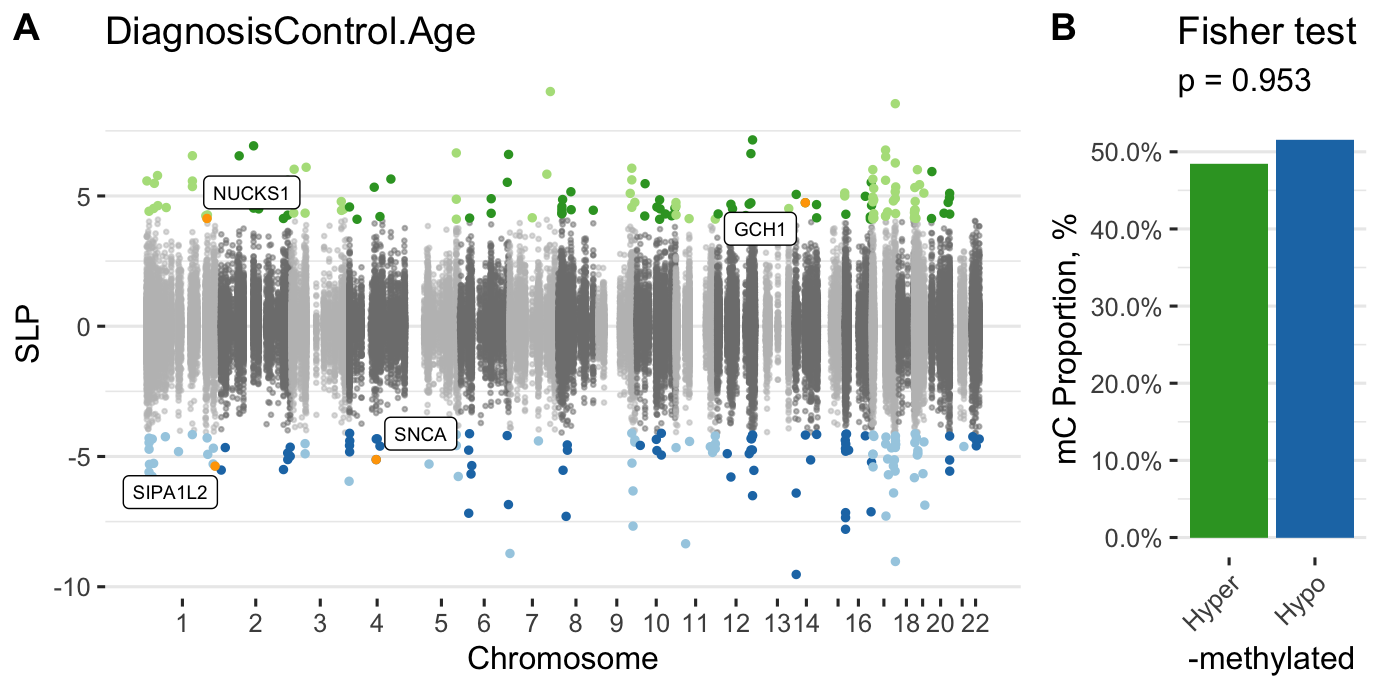 A
DiagnosisControl.Age
SLP
5
0
-5
-10
NUCKS1
GCH1
SNCA
SIPA1L2
1 2 3 4 5 6 7 8 9 10 11 12 13 14 16 18 20 22
Chromosome
B
Fisher test
p = 0.953
mC Proportion, %
50.0%
40.0%
30.0%
20.0%
10.0%
0.0%
Hyper
Hypo
-methylated